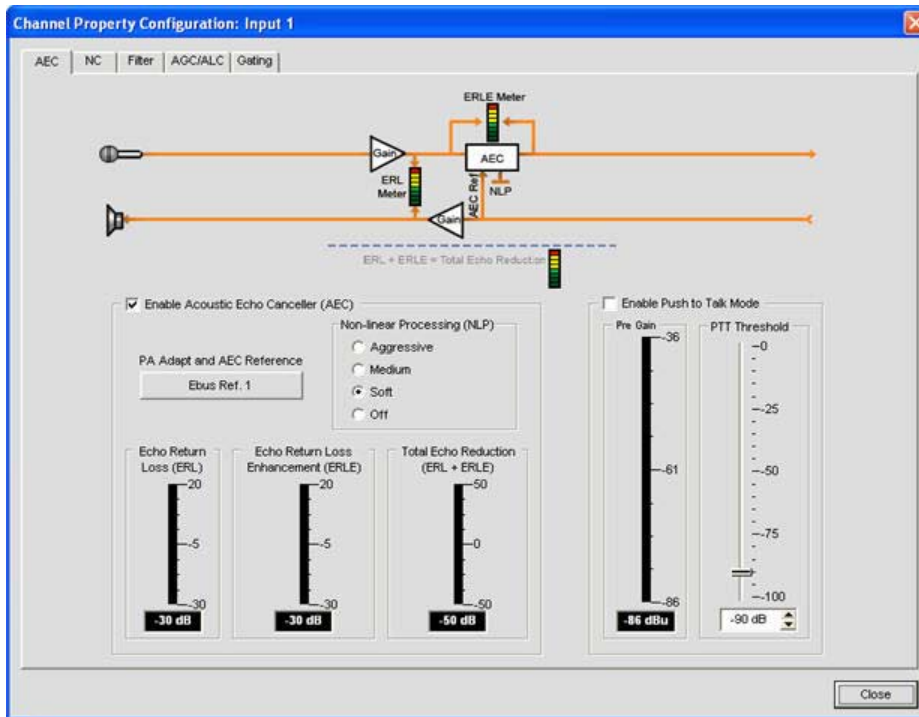 Channel Property Configuration: Input 1
AEC
NC
Filter
AGC/ALC
Gating
ERLE Meter
Gain
AEC
ERL
Meter
AEC Ref
NLP
Gain
ERL + ERLE = Total Echo Reduction
Enable Acoustic Echo Canceller (AEC)
PA Adapt and AEC Reference
Ebus Ref. 1
Non-linear Processing (NLP)
Aggressive
Medium
Soft
Off
Echo Return
Loss (ERL)
20
-5
-30
-30 dB
Echo Return Loss
Enhancement (ERLE)
20
-5
-30
-30 dB
Total Echo Reduction
(ERL + ERLE)
50
0
-50
-50 dB
Enable Push to Talk Mode
Pre Gain
-36
-61
-86
-86 dBu
PTT Threshold
-0
-25
-50
-75
-100
-90 dB
Close